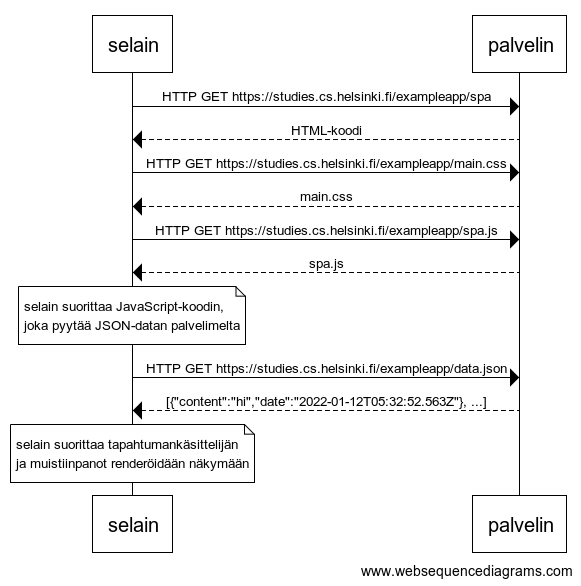 selain
palvelin
HTTP GET https://studies.cs.helsinki.fi/exampleapp/spa
HTML-koodi
HTTP GET https://studies.cs.helsinki.fi/exampleapp/main.css
main.css
HTTP GET https://studies.cs.helsinki.fi/exampleapp/spa.js
spa.js
selain suorittaa JavaScript-koodin,
joka pyytää JSON-datan palvelimelta
HTTP GET https://studies.cs.helsinki.fi/exampleapp/data.json
[{"content":"hi","date":"2022-01-12T05:32:52.563Z"}, ...]
selain suorittaa tapahtumankäsittelijän
ja muistiinpanot renderöidään näkymään
selain
palvelin
www.websequencediagrams.com